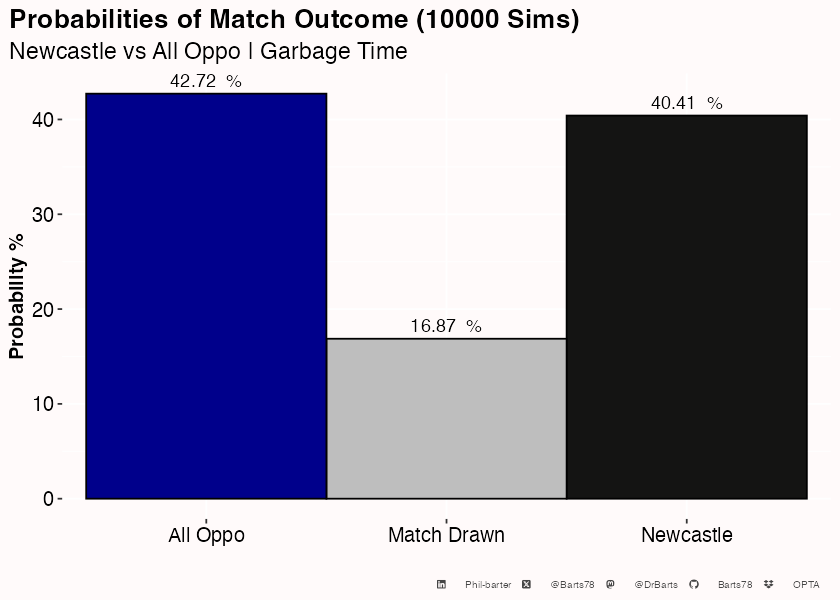 Probabilities of Match Outcome (10000 Sims)
Newcastle vs All Oppo | Garbage Time
42.72 %
40.41 %
16.87 %
40
30
20
10
0
Probability %
All Oppo Match Drawn Newcastle
Phil-barter @Barts78 @DrBarts Barts78 OPTA